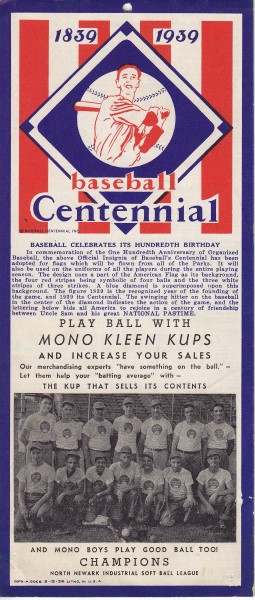 1839 1939
© BASEBALL CENTENNIAL INC.
baseball
Centennial
BASEBALL CELEBRATES ITS HUNDREDTH BIRTHDAY
In commemoration of the One Hundredth Anniversary of Organized
Baseball, the above Official Insignia of Baseball's Centennial has been
adopted for flags which will be flown from all of the Parks. It will
also be used on the uniforms of all the players during the entire playing
season. The design uses a part of the American Flag as its background,
the four red stripes being symbols of four balls and the three white
stripes of three strikes. A blue diamond is superimposed upon this
background. The figure 1839 is the recognized year of the founding of
the game, and 1939 its Centennial. The swinging hitter on the baseball
in the center of the diamond indicates the action of the game, and the
lettering below bids all America to rejoice in a century of friendship
between Uncle Sam and his great NATIONAL PASTIME.
PLAY BALL WITH
MONO KLEEN KUPS
AND INCREASE YOUR SALES
Our merchandising experts "have something on the ball." —
Let them help your "batting average" with —
THE KUP THAT SELLS ITS CONTENTS
AND MONO BOYS PLAY GOOD BALL TOO!
CHAMPIONS
NORTH NEWARK INDUSTRIAL SOFT BALL LEAGUE
LITHO. IN U.S.A.